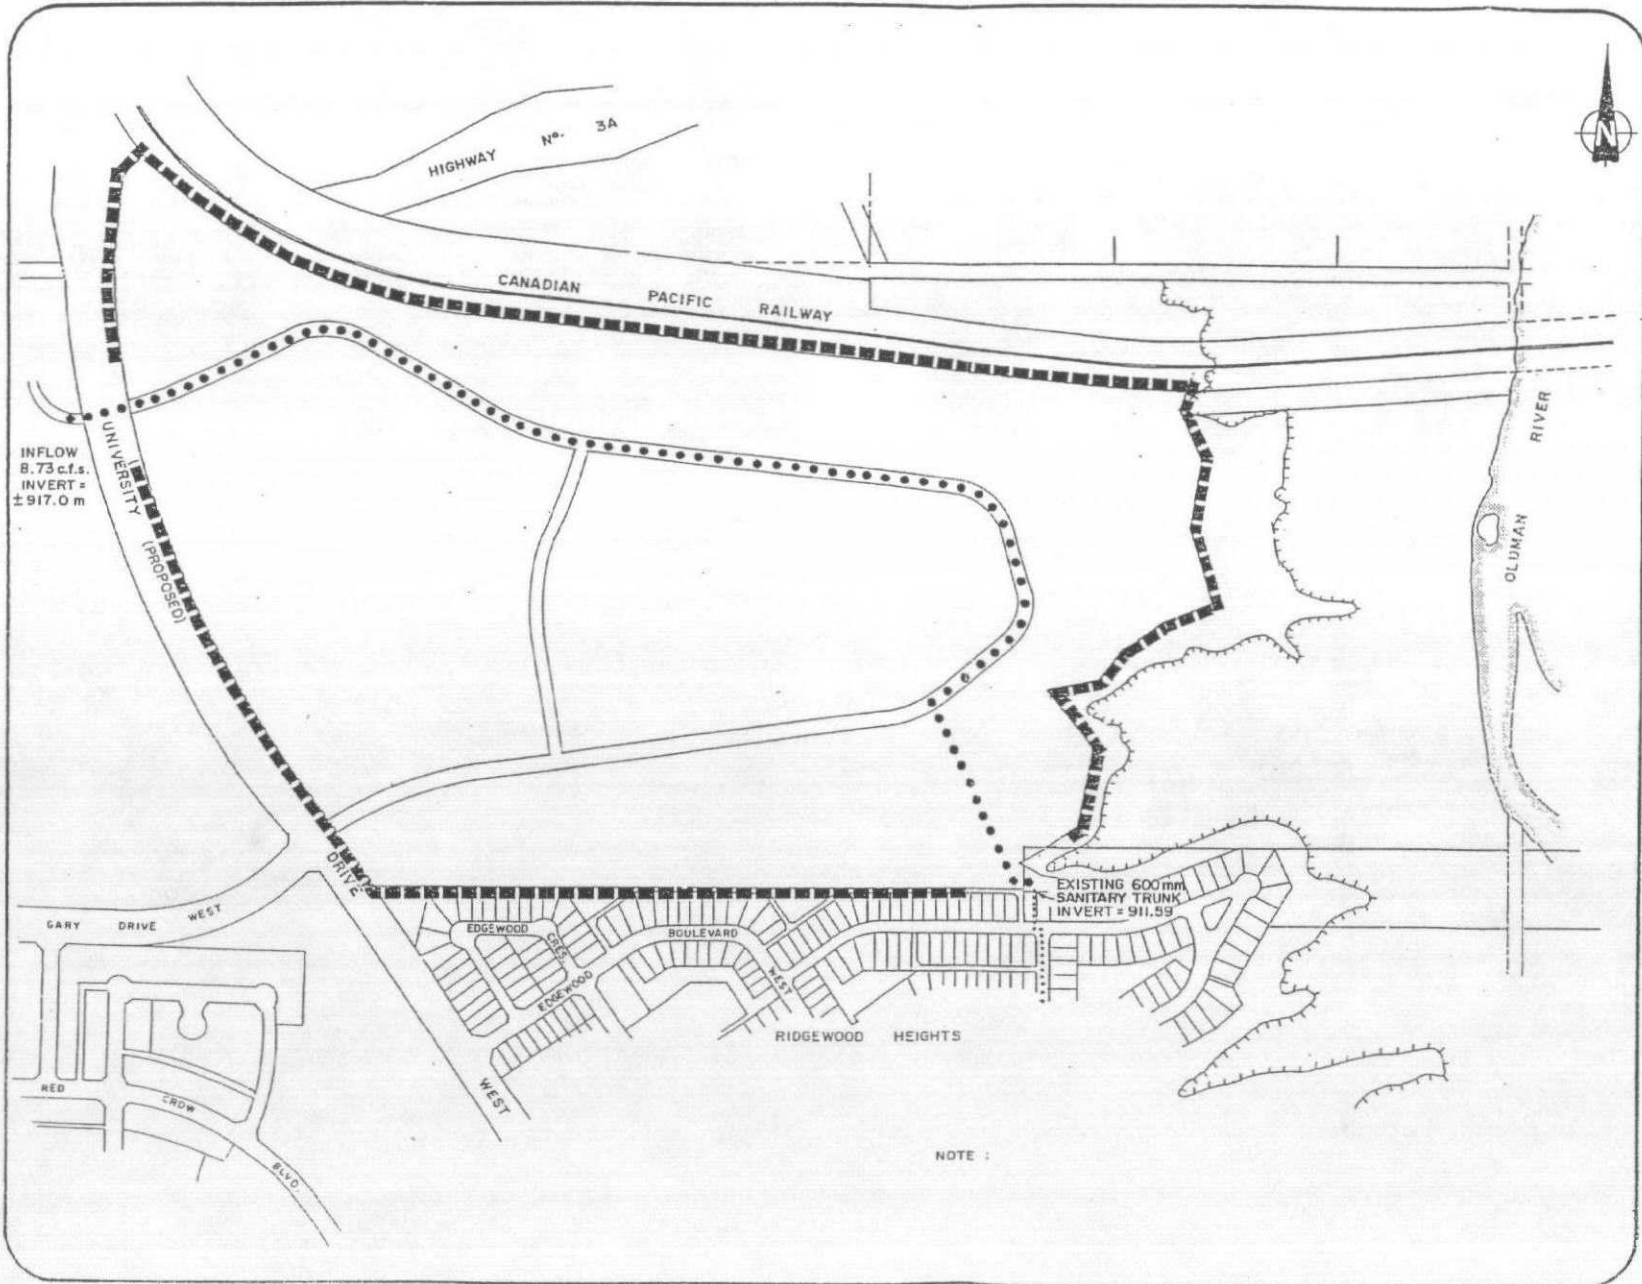 HIGHWAY Nº. 3A
N
CANADIAN PACIFIC RAILWAY
OLDMAN RIVER
INFLOW
8.73 c.f.s.
INVERT =
±917.0 m
UNIVERSITY
(PROPOSED)
DRIVE
WEST
EXISTING 600mm
SANITARY TRUNK
INVERT = 911.59
GARY DRIVE WEST
EDGEWOOD
CRES.
BOULEVARD
EDGEWOOD
WEST
RIDGEWOOD HEIGHTS
RED CROW BLVD.
NOTE :